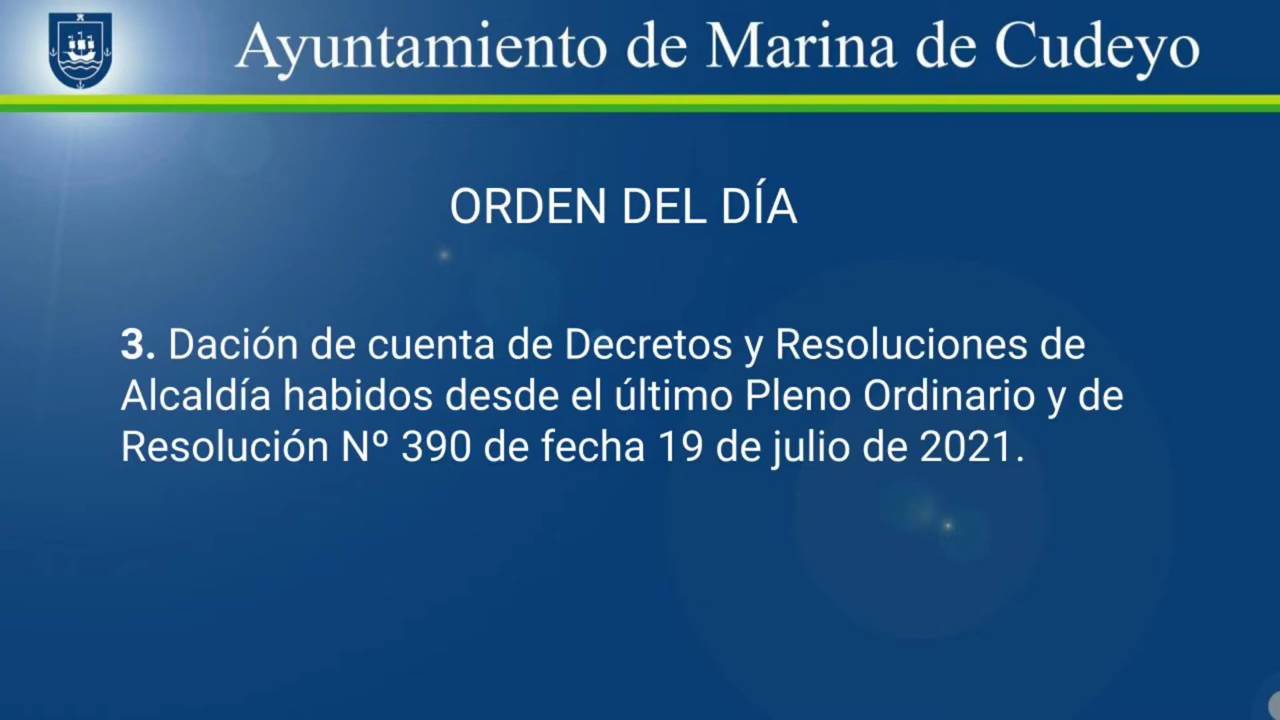 Ayuntamiento de Marina de Cudeyo
ORDEN DEL DÍA
3. Dación de cuenta de Decretos y Resoluciones de
Alcaldía habidos desde el último Pleno Ordinario y de
Resolución Nº 390 de fecha 19 de julio de 2021.